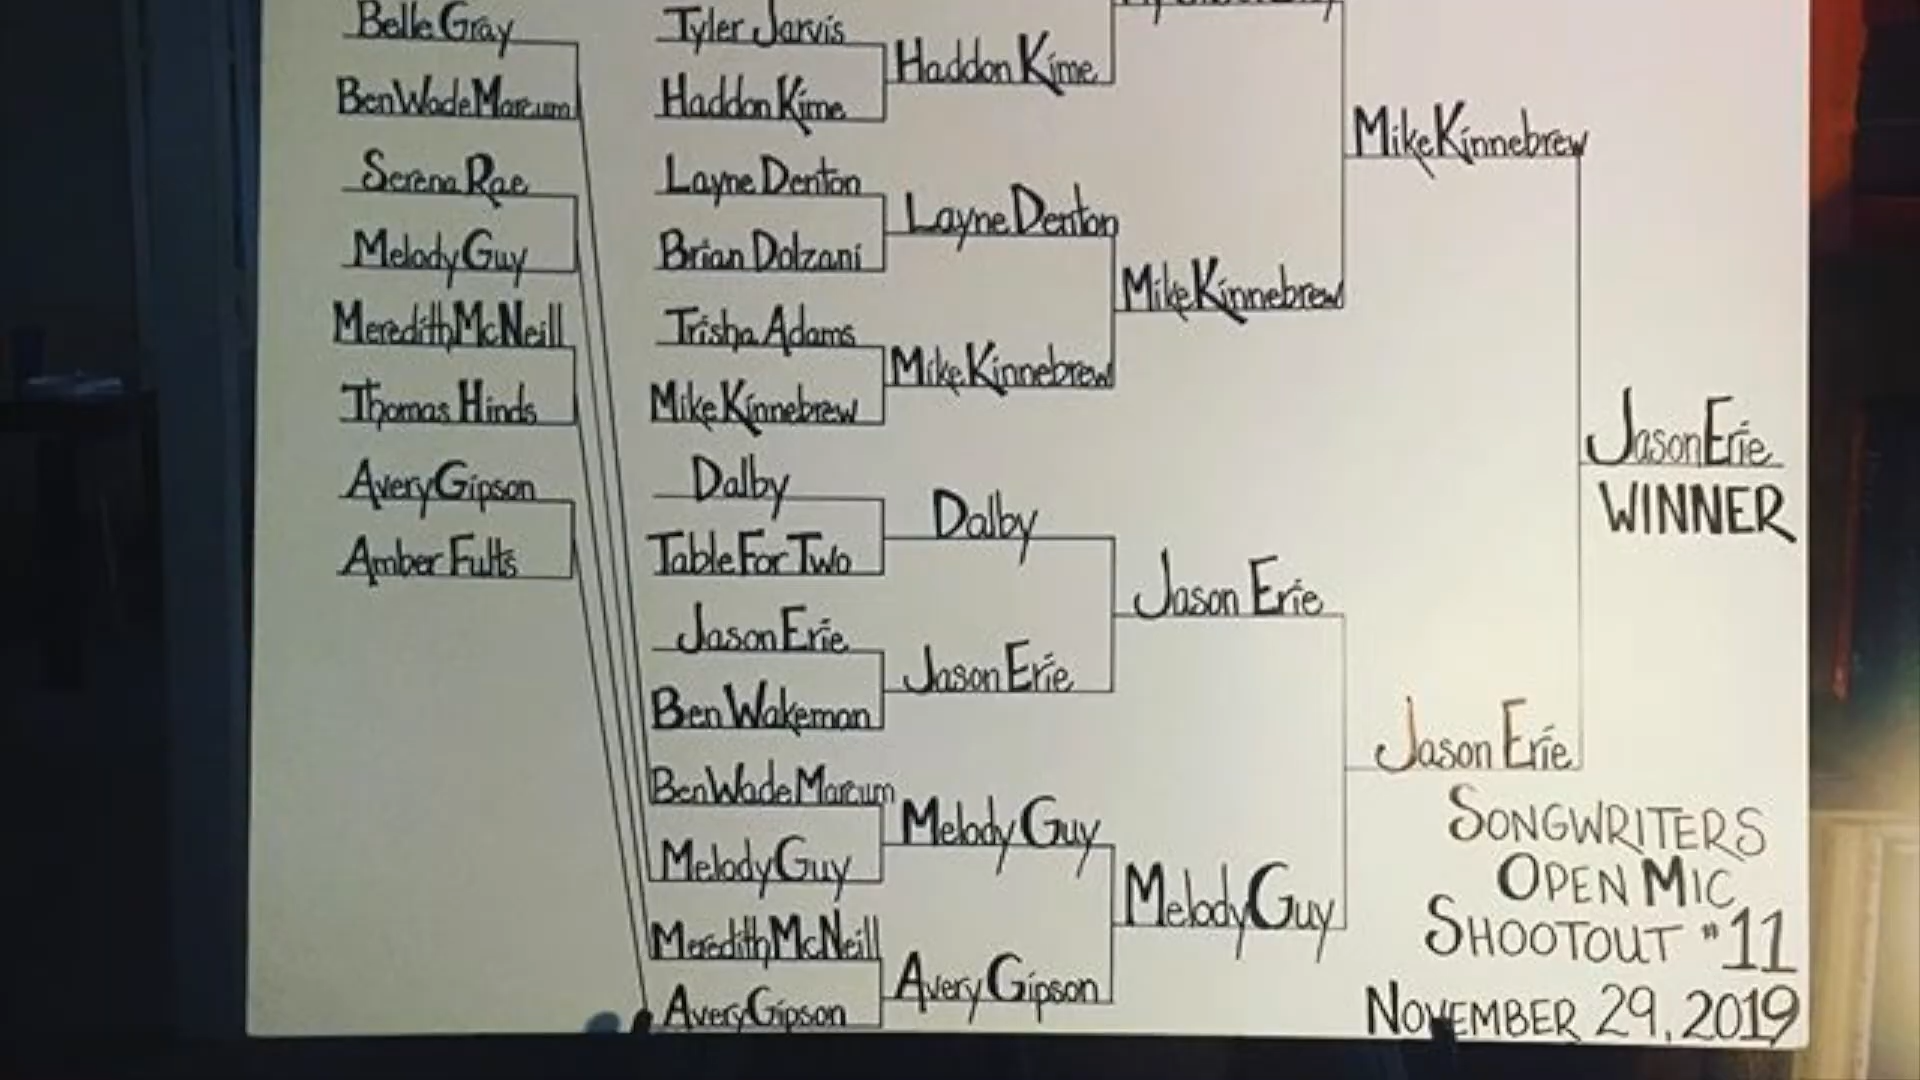 Belle Gray
Ben Wade Marcum
Serena Rae
Melody Guy
Meredith McNeill
Thomas Hinds
Avery Gipson
Amber Fults
Tyler Jarvis
Haddon Kime
Layne Denton
Brian Dolzani
Trisha Adams
Mike Kinnebrew
Dalby
Table For Two
Jason Erie
Ben Wakeman
Ben Wade Marcum
Melody Guy
Meredith McNeill
Avery Gipson
Haddon Kime
Layne Denton
Mike Kinnebrew
Dalby
Jason Erie
Melody Guy
Avery Gipson
Mike Kinnebrew
Jason Erie
Melody Guy
Mike Kinnebrew
Jason Erie
Jason Erie
WINNER
SONGWRITERS
OPEN MIC
SHOOTOUT #11
NOVEMBER 29, 2019